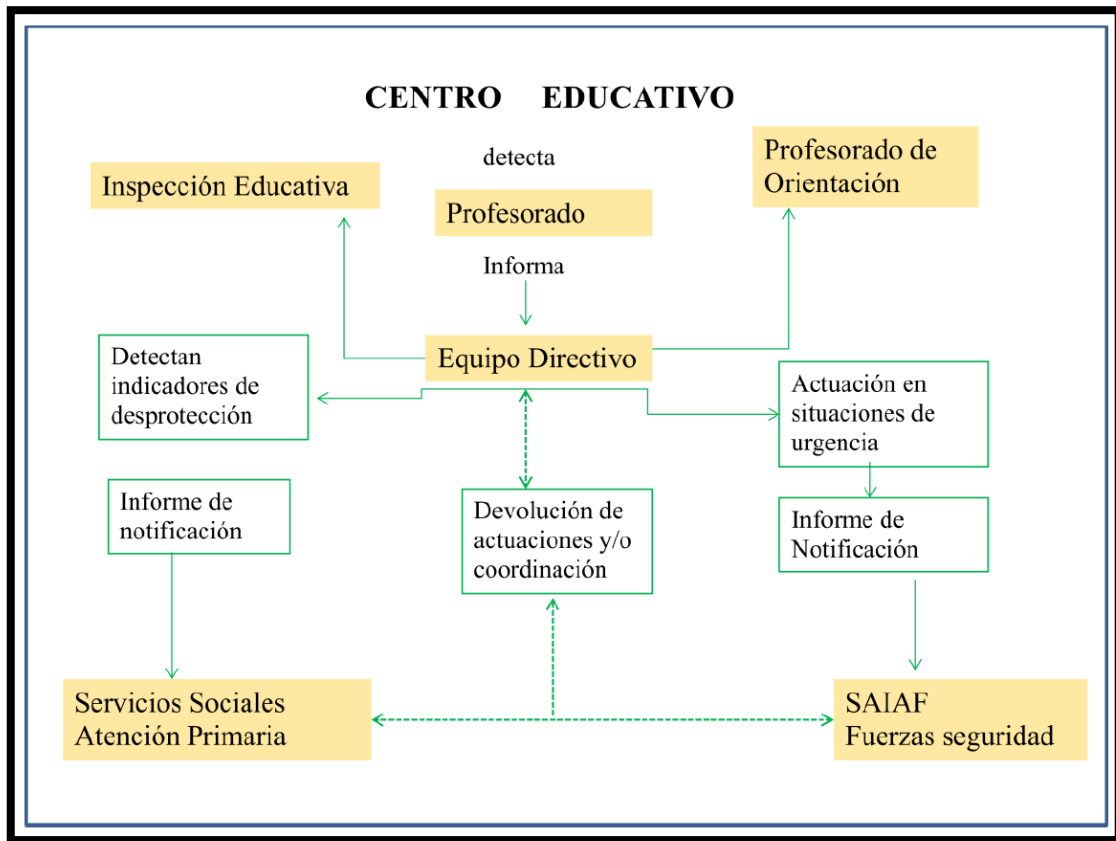 CENTRO EDUCATIVO
detecta
Inspección Educativa
Profesorado
Profesorado de
Orientación
Informa
Equipo Directivo
Detectan
indicadores de
desprotección
Actuación en
situaciones de
urgencia
Informe de
notificación
Devolución de
actuaciones y/o
coordinación
Informe de
Notificación
Servicios Sociales
Atención Primaria
SAIAF
Fuerzas seguridad